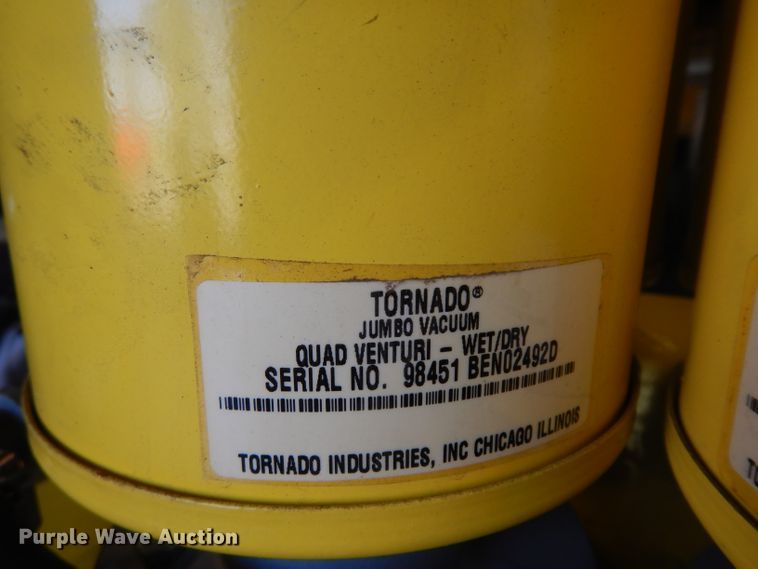 TORNADO®
JUMBO VACUUM
QUAD VENTURI - WET/DRY
SERIAL NO. 98451 BEN02492D
TORNADO INDUSTRIES, INC CHICAGO ILLINOIS
Purple Wave Auction